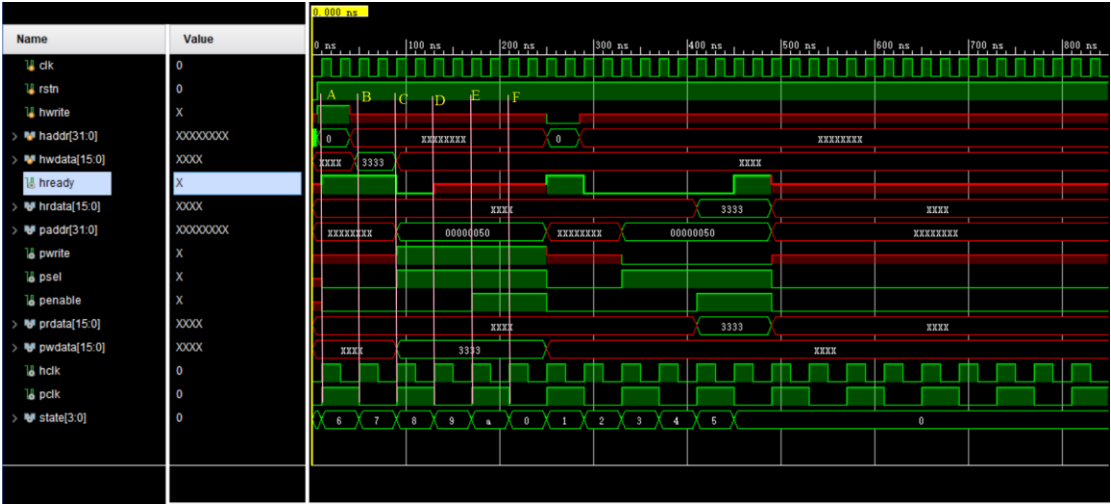 0.000 ns
Name Value
0 ns 100 ns 200 ns 300 ns 400 ns 500 ns 600 ns 700 ns 800 ns
clk 0
rstn 0
A B C D E F
hwrite X
haddr[31:0] XXXXXXXX 0 XXXXXXXX 0 XXXXXXXX
hwdata[15:0] XXXX XXXX 3333 XXXX
hready X
hrdata[15:0] XXXX XXXX 3333 XXXX
paddr[31:0] XXXXXXXX XXXXXXXX 00000050 XXXXXXXX 00000050 XXXXXXXX
pwrite X
psel X
penable X
prdata[15:0] XXXX XXXX 3333 XXXX
pwdata[15:0] XXXX XXXX 3333 XXXX
hclk 0
pclk 0
state[3:0] 0 6 7 8 9 a 0 1 2 3 4 5 0